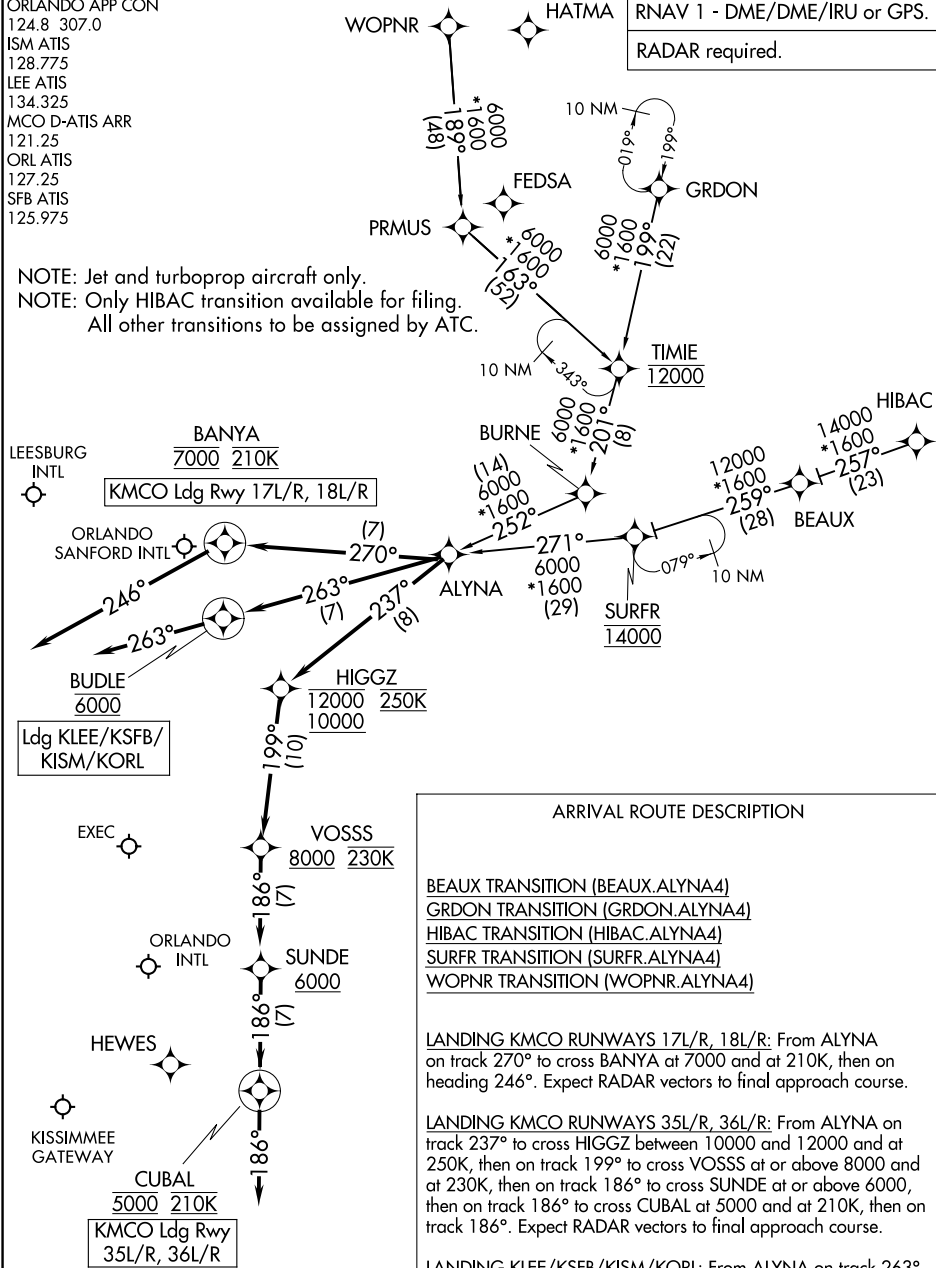 ORLANDO APP CON
124.8 307.0
ISM ATIS
128.775
LEE ATIS
134.325
MCO D-ATIS ARR
121.25
ORL ATIS
127.25
SFB ATIS
125.975
WOPNR
HATMA
RNAV 1 - DME/DME/IRU or GPS.
RADAR required.
6000
*1600
189°
(48)
10 NM
019°
199°
GRDON
FEDSA
PRMUS
6000
*1600
163°
(52)
6000
*1600
199°
(22)
NOTE: Jet and turboprop aircraft only.
NOTE: Only HIBAC transition available for filing.
All other transitions to be assigned by ATC.
10 NM
343°
TIMIE
12000
6000
*1600
201°
(8)
BURNE
HIBAC
14000
*1600
257°
(23)
12000
*1600
259°
(28)
BEAUX
LEESBURG
INTL
BANYA
7000 210K
KMCO Ldg Rwy 17L/R, 18L/R
(14)
6000
*1600
252°
ORLANDO
SANFORD INTL
(7)
270°
ALYNA
271°
6000
*1600
(29)
079°
10 NM
SURFR
14000
246°
263°
(7)
237°
(8)
263°
BUDLE
6000
Ldg KLEE/KSFB/
KISM/KORL
HIGGZ
12000 250K
10000
199°
(10)
EXEC
VOSSS
8000 230K
186°
(7)
ORLANDO
INTL
SUNDE
6000
186°
(7)
HEWES
KISSIMMEE
GATEWAY
186°
CUBAL
5000 210K
KMCO Ldg Rwy
35L/R, 36L/R
ARRIVAL ROUTE DESCRIPTION
BEAUX TRANSITION (BEAUX.ALYNA4)
GRDON TRANSITION (GRDON.ALYNA4)
HIBAC TRANSITION (HIBAC.ALYNA4)
SURFR TRANSITION (SURFR.ALYNA4)
WOPNR TRANSITION (WOPNR.ALYNA4)
LANDING KMCO RUNWAYS 17L/R, 18L/R: From ALYNA
on track 270° to cross BANYA at 7000 and at 210K, then on
heading 246°. Expect RADAR vectors to final approach course.
LANDING KMCO RUNWAYS 35L/R, 36L/R: From ALYNA on
track 237° to cross HIGGZ between 10000 and 12000 and at
250K, then on track 199° to cross VOSSS at or above 8000 and
at 230K, then on track 186° to cross SUNDE at or above 6000,
then on track 186° to cross CUBAL at 5000 and at 210K, then on
track 186°. Expect RADAR vectors to final approach course.
LANDING KLEE/KSFB/KISM/KORL: From ALYNA on track 263°